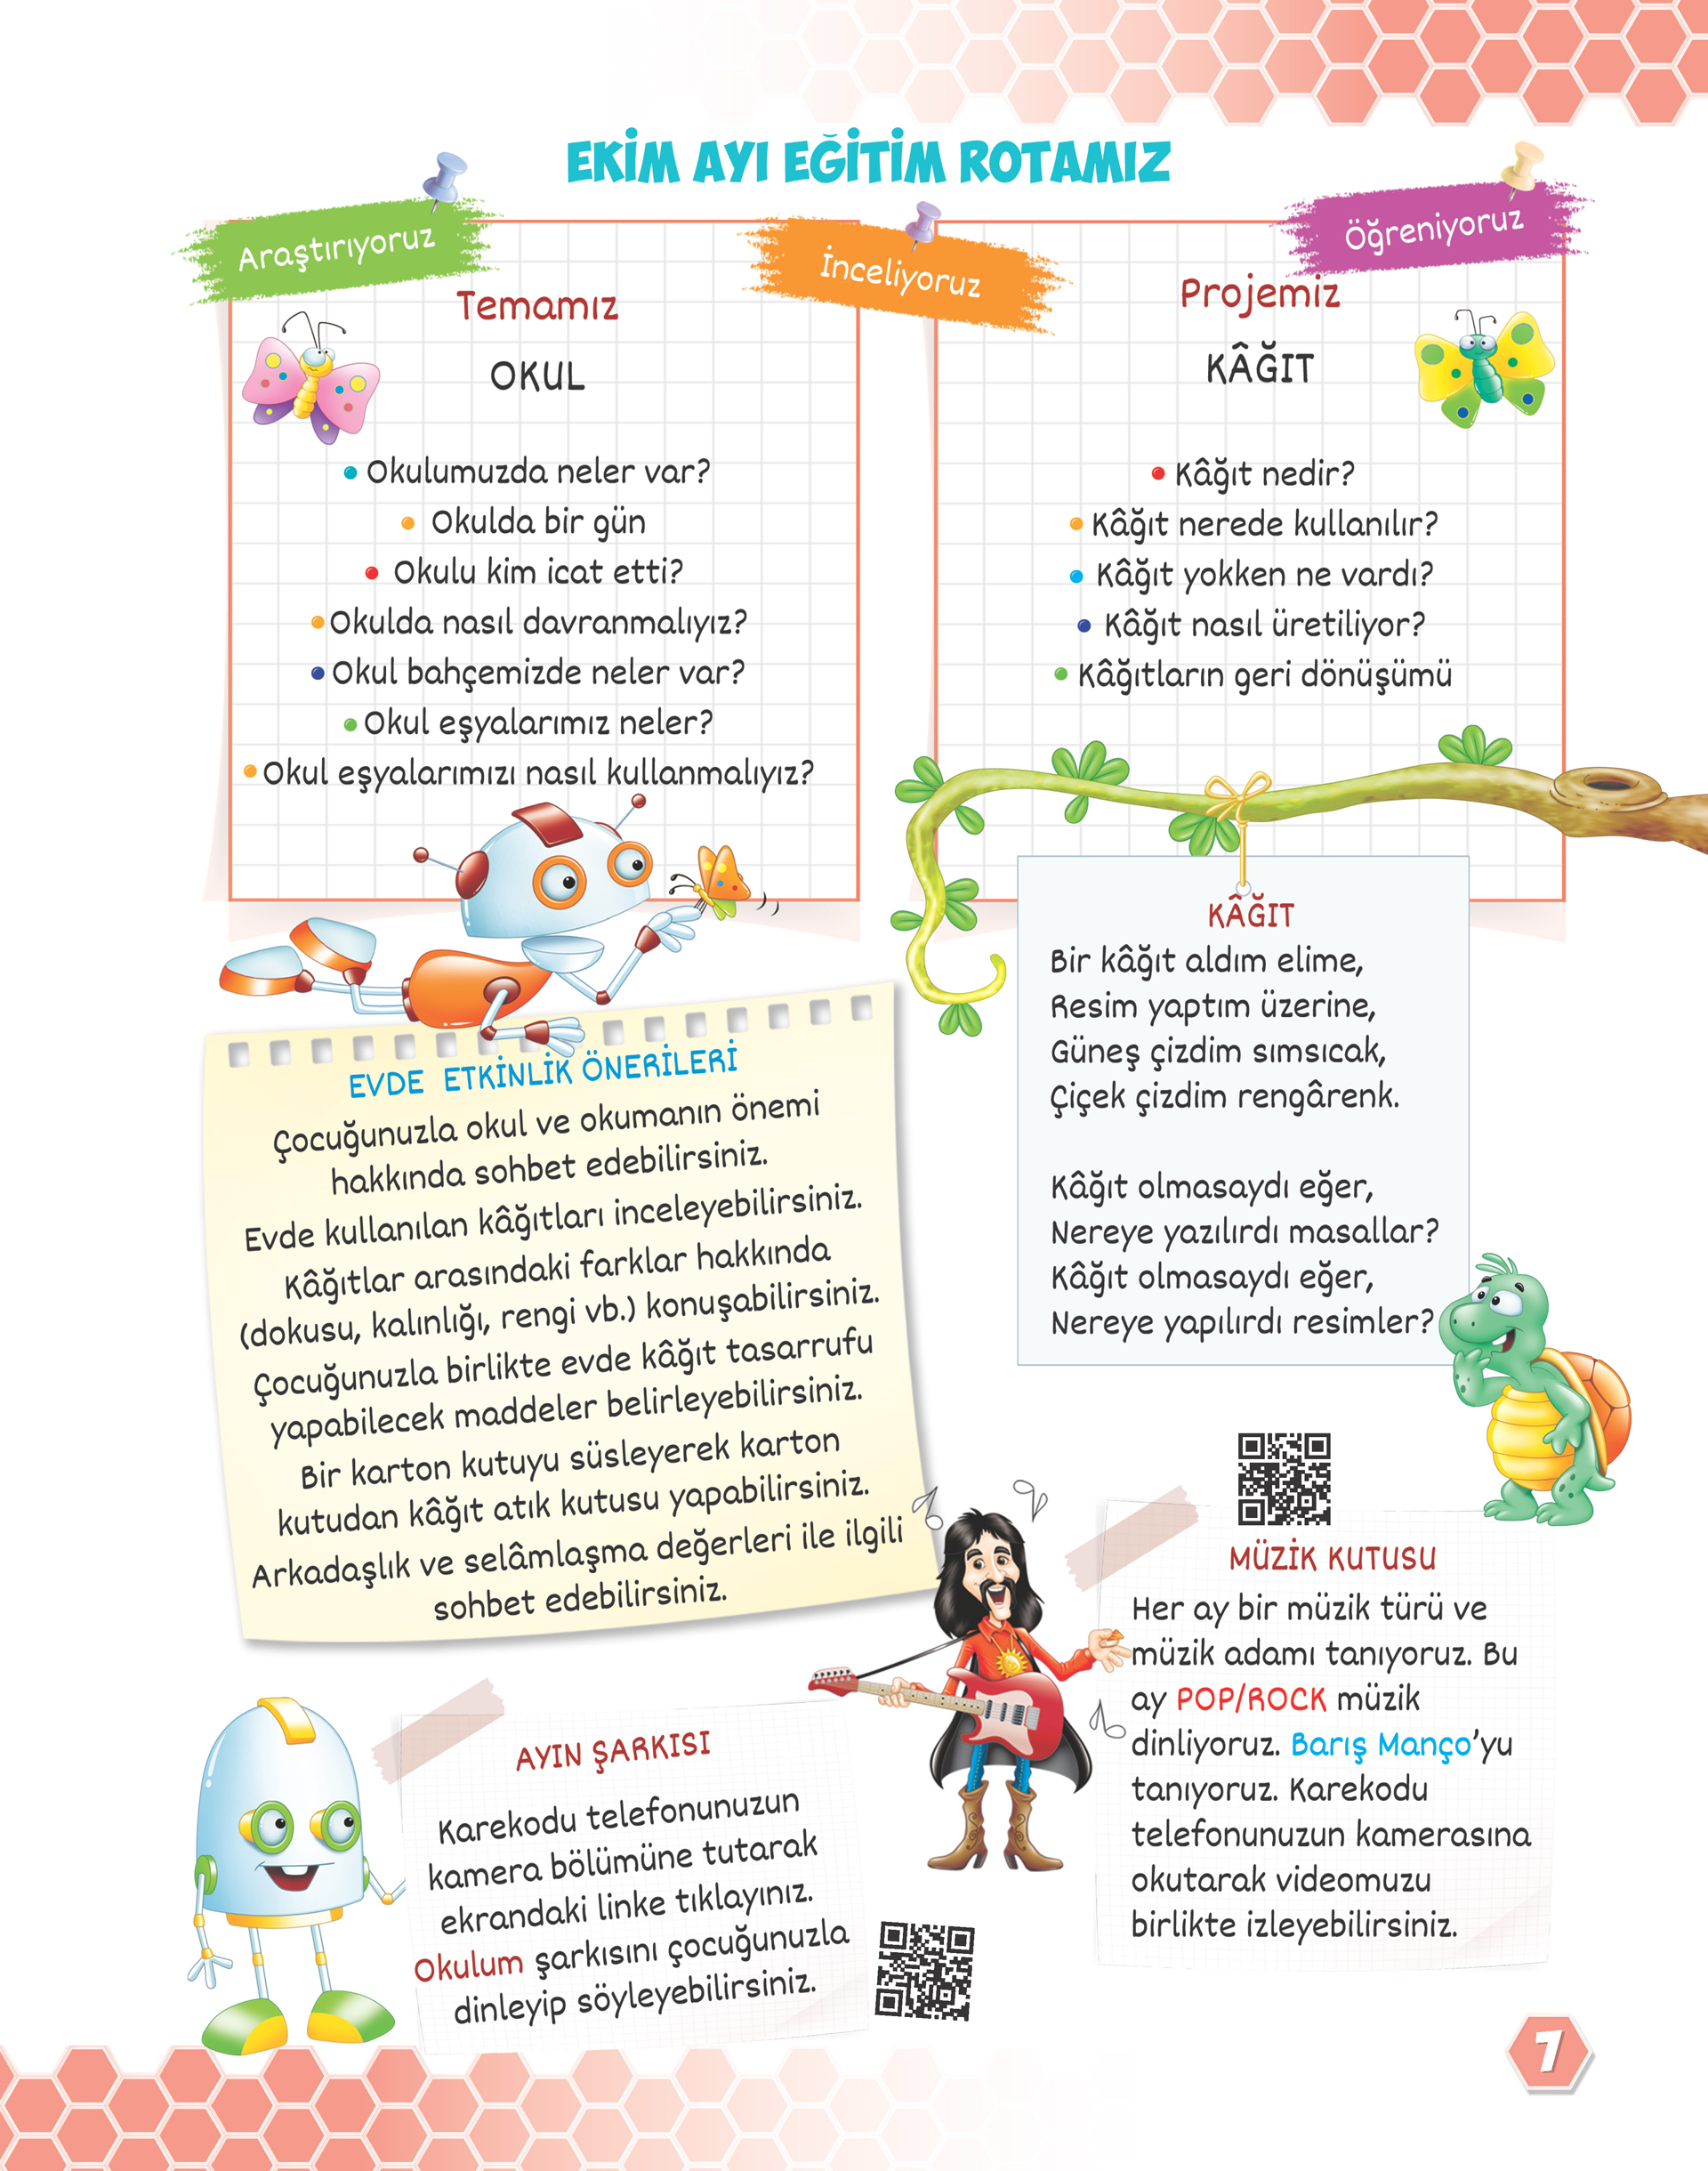 EKİM AYI EĞİTİM ROTAMIZ
Araştırıyoruz
İnceliyoruz
Öğreniyoruz
Temamız
OKUL
• Okulumuzda neler var?
• Okulda bir gün
• Okulu kim icat etti?
• Okulda nasıl davranmalıyız?
• Okul bahçemizde neler var?
• Okul eşyalarımız neler?
• Okul eşyalarımızı nasıl kullanmalıyız?
Projemiz
KÂĞIT
• Kâğıt nedir?
• Kâğıt nerede kullanılır?
• Kâğıt yokken ne vardı?
• Kâğıt nasıl üretiliyor?
• Kâğıtların geri dönüşümü
KÂĞIT
Bir kâğıt aldım elime,
Resim yaptım üzerine,
Güneş çizdim sımsıcak,
Çiçek çizdim rengârenk.
Kâğıt olmasaydı eğer,
Nereye yazılırdı masallar?
Kâğıt olmasaydı eğer,
Nereye yapılırdı resimler?
EVDE ETKİNLİK ÖNERİLERİ
Çocuğunuzla okul ve okumanın önemi
hakkında sohbet edebilirsiniz.
Evde kullanılan kâğıtları inceleyebilirsiniz.
Kâğıtlar arasındaki farklar hakkında
(dokusu, kalınlığı, rengi vb.) konuşabilirsiniz.
Çocuğunuzla birlikte evde kâğıt tasarrufu
yapabilecek maddeler belirleyebilirsiniz.
Bir karton kutuyu süsleyerek karton
kutudan kâğıt atık kutusu yapabilirsiniz.
Arkadaşlık ve selâmlaşma değerleri ile ilgili
sohbet edebilirsiniz.
MÜZİK KUTUSU
Her ay bir müzik türü ve
müzik adamı tanıyoruz. Bu
ay POP/ROCK müzik
dinliyoruz. Barış Manço'yu
tanıyoruz. Karekodu
telefonunuzun kamerasına
okutarak videomuzu
birlikte izleyebilirsiniz.
AYIN ŞARKISI
Karekodu telefonunuzun
kamera bölümüne tutarak
ekrandaki linke tıklayınız.
Okulum şarkısını çocuğunuzla
dinleyip söyleyebilirsiniz.
7